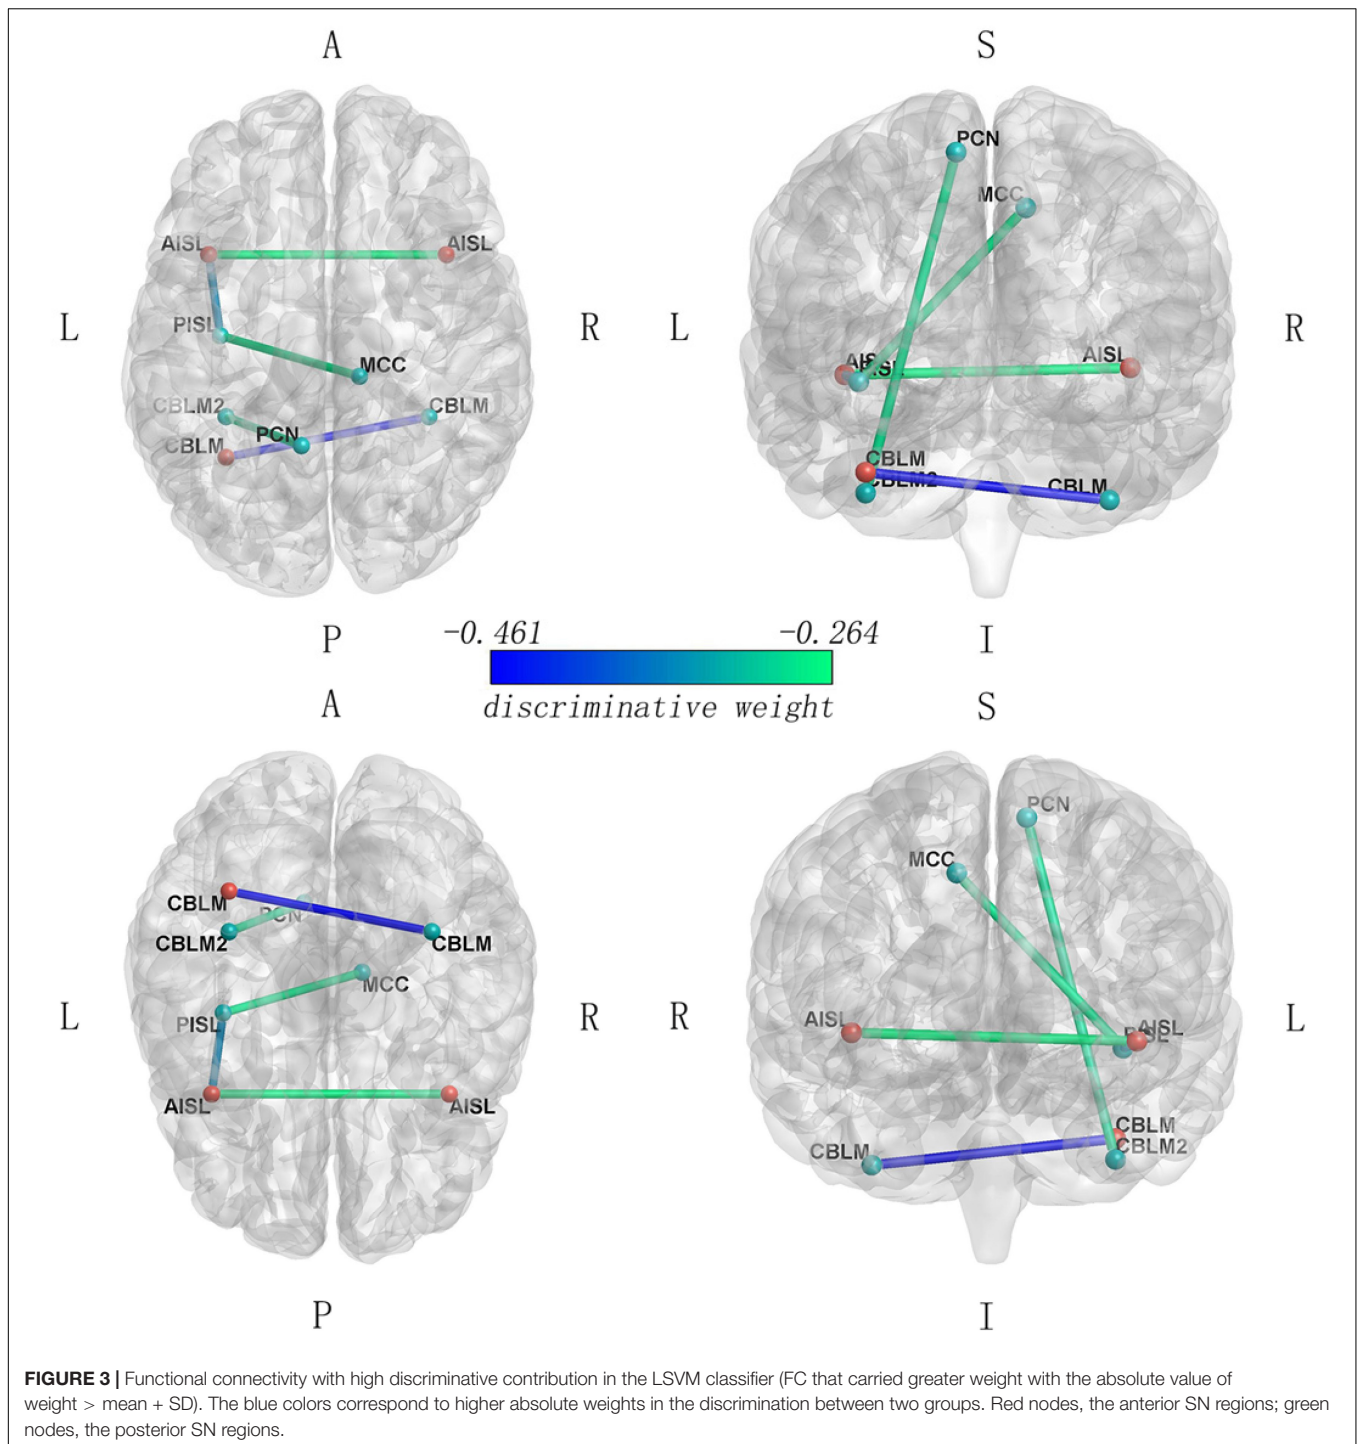 A
S
AISL
AISL
PISL
MCC
CBLM2
CBLM
PCN
CBLM
L
R
PCN
MCC
AISL
PISL
AISL
CBLM
CBLM2
CBLM
L
R
P
I
-0.461
-0.264
discriminative weight
A
S
CBLM
PCN
CBLM2
CBLM
MCC
PISL
AISL
AISL
L
R
PCN
MCC
AISL
AISL
PISL
CBLM
CBLM
CBLM2
R
L
P
I
FIGURE 3 | Functional connectivity with high discriminative contribution in the LSVM classifier (FC that carried greater weight with the absolute value of
weight > mean + SD). The blue colors correspond to higher absolute weights in the discrimination between two groups. Red nodes, the anterior SN regions; green
nodes, the posterior SN regions.